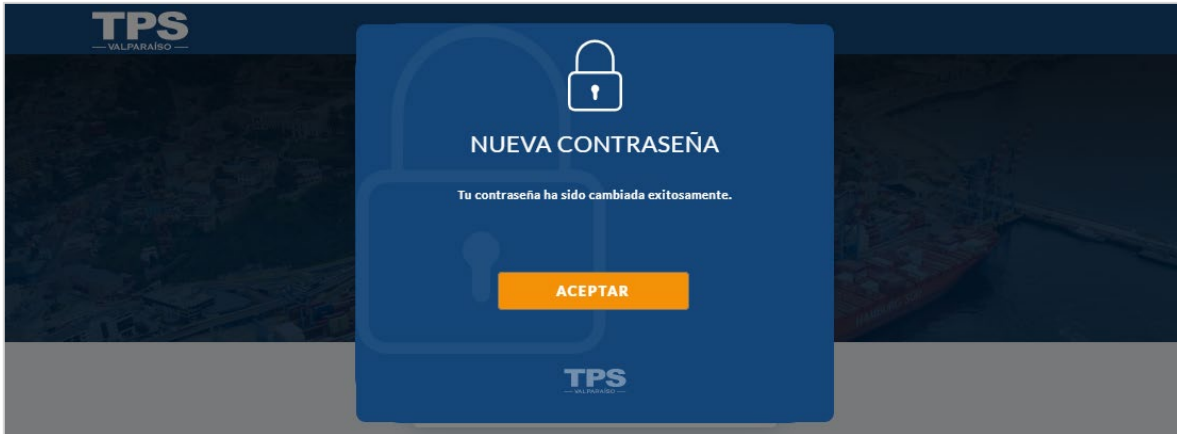 TPS
VALPARAÍSO
NUEVA CONTRASEÑA
Tu contraseña ha sido cambiada exitosamente.
ACEPTAR
TPS
VALPARAÍSO